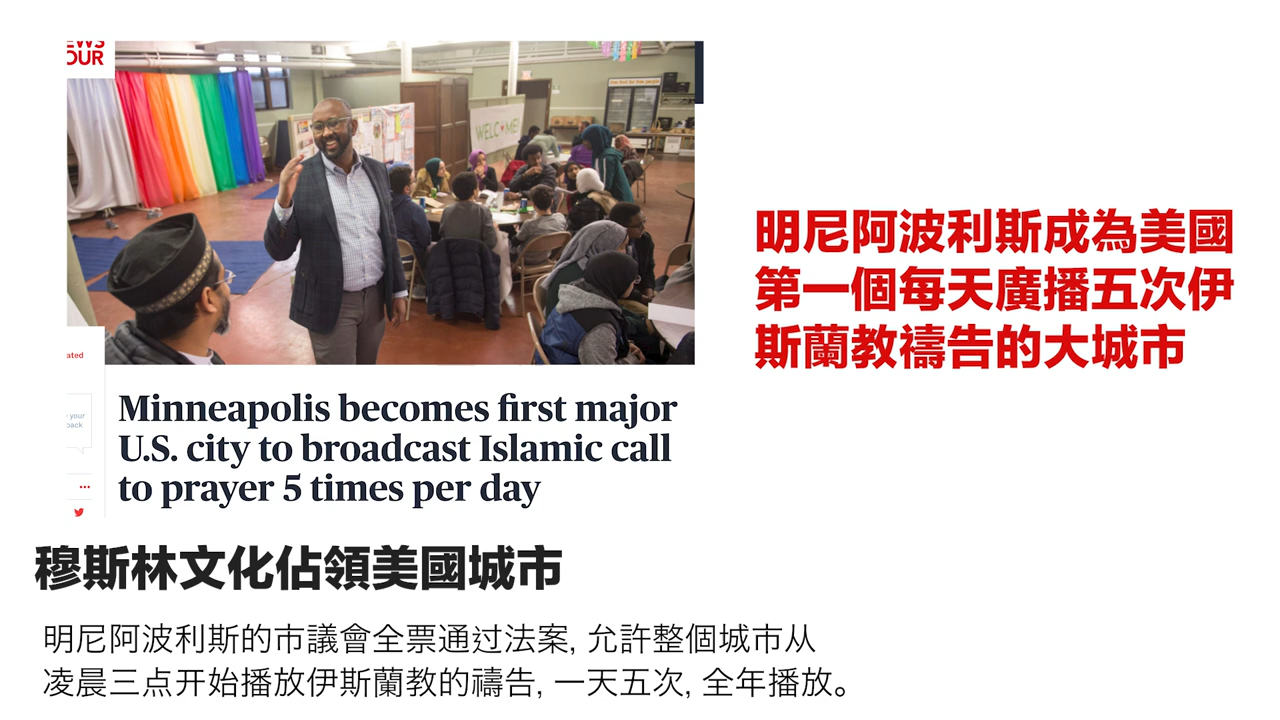 EWS
OUR
WELCOME!
明尼阿波利斯成為美國
第一個每天廣播五次伊
斯蘭教禱告的大城市
ated
your
back
Minneapolis becomes first major
U.S. city to broadcast Islamic call
to prayer 5 times per day
穆斯林文化佔領美國城市
明尼阿波利斯的市議會全票通过法案, 允許整個城市从
凌晨三点开始播放伊斯蘭教的禱告, 一天五次, 全年播放。